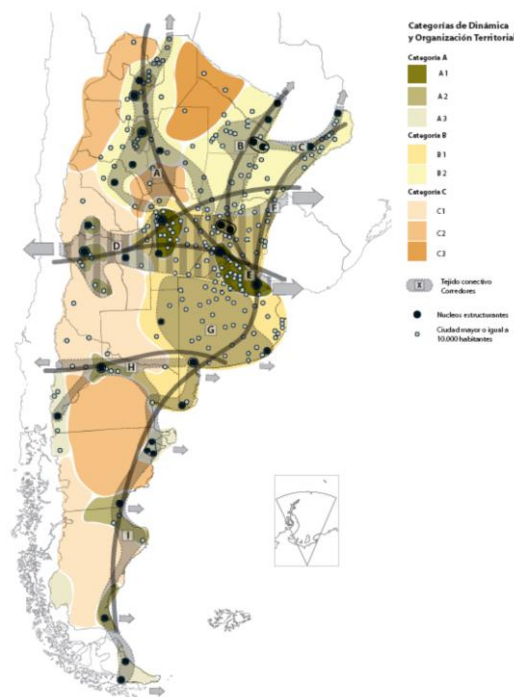 Categorías de Dinámica
y Organización Territorial
Categoría A
A 1
A 2
A 3
Categoría B
B 1
B 2
Categoría C
C1
C2
C3
X
Tejido conectivo
Corredores
Nucleos estructurantes
Ciudad mayor o igual a
10.000 habitantes
A
B
C
D
F
E
G
H
I